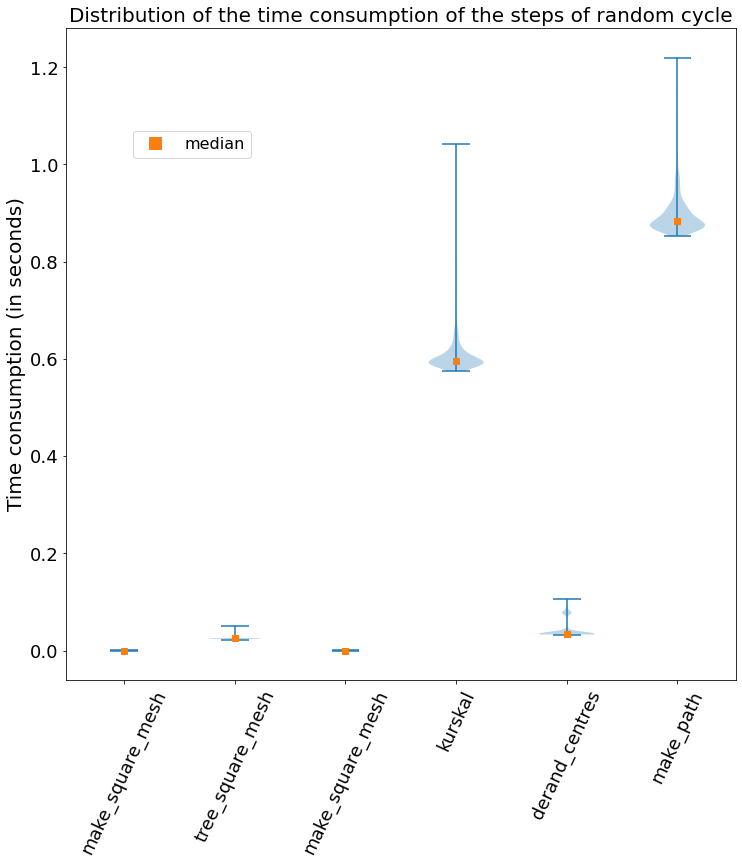 Distribution of the time consumption of the steps of random cycle
Time consumption (in seconds)
1.2
1.0
0.8
0.6
0.4
0.2
0.0
median
make_square_mesh
tree_square_mesh
make_square_mesh
kurskal
derand_centres
make_path